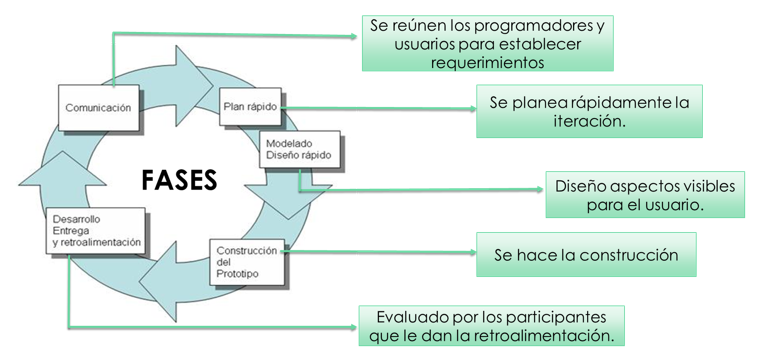 Se reúnen los programadores y
usuarios para establecer
requerimientos
Comunicación
Plan rápido
Se planea rápidamente la
iteración.
Modelado
Diseño rápido
FASES
Diseño aspectos visibles
para el usuario.
Desarrollo
Entrega
y retroalimentación
Construcción
del
Prototipo
Se hace la construcción
Evaluado por los participantes
que le dan la retroalimentación.